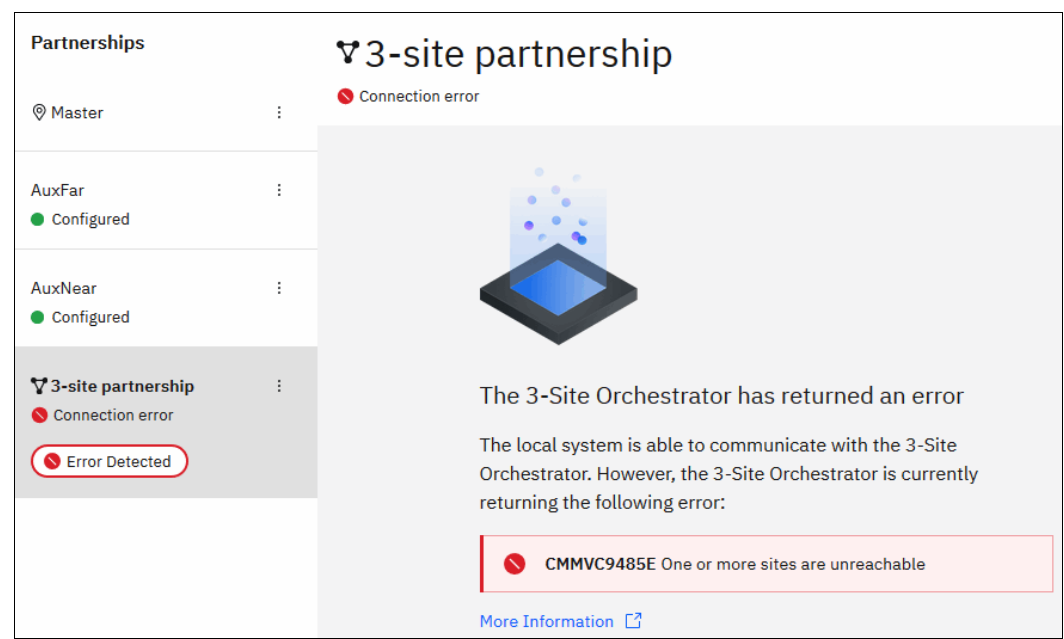 Partnerships
Master
AuxFar
Configured
AuxNear
Configured
3-site partnership
Connection error
Error Detected
3-site partnership
Connection error
The 3-Site Orchestrator has returned an error
The local system is able to communicate with the 3-Site
Orchestrator. However, the 3-Site Orchestrator is currently
returning the following error:
CMMVC9485E One or more sites are unreachable
More Information